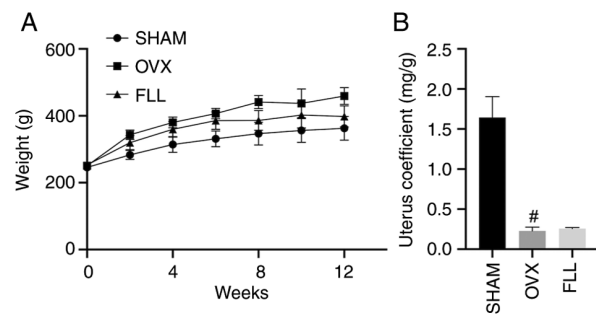 A
SHAM
OVX
FLL
Weight (g)
600
400
200
0
0
4
8
12
Weeks
B
Uterus coefficient (mg/g)
2.5
2.0
1.5
1.0
0.5
0.0
#
SHAM
OVX
FLL